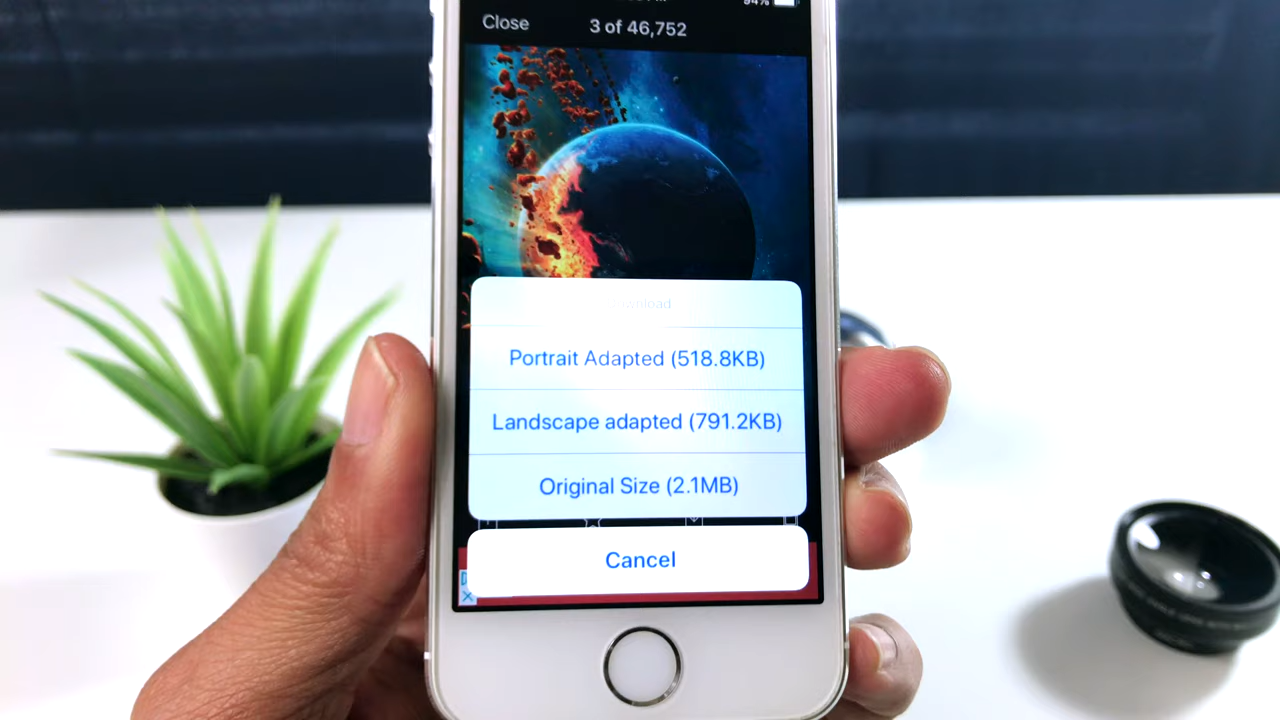 94%
Close
3 of 46,752
Download
Portrait Adapted (518.8KB)
Landscape adapted (791.2KB)
Original Size (2.1MB)
Cancel